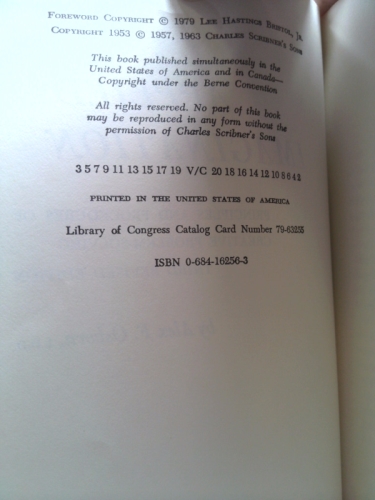 Foreword Copyright © 1979 Lee Hastings Bristol, Jr.
Copyright 1953 © 1957, 1963 Charles Scribner's Sons
This book published simultaneously in the
United States of America and in Canada—
Copyright under the Berne Convention
All rights reserved. No part of this book
may be reproduced in any form without the
permission of Charles Scribner's Sons
3 5 7 9 11 13 15 17 19 V/C 20 18 16 14 12 10 8 6 4 2
PRINTED IN THE UNITED STATES OF AMERICA
Library of Congress Catalog Card Number 79-63255
ISBN 0-684-16256-3